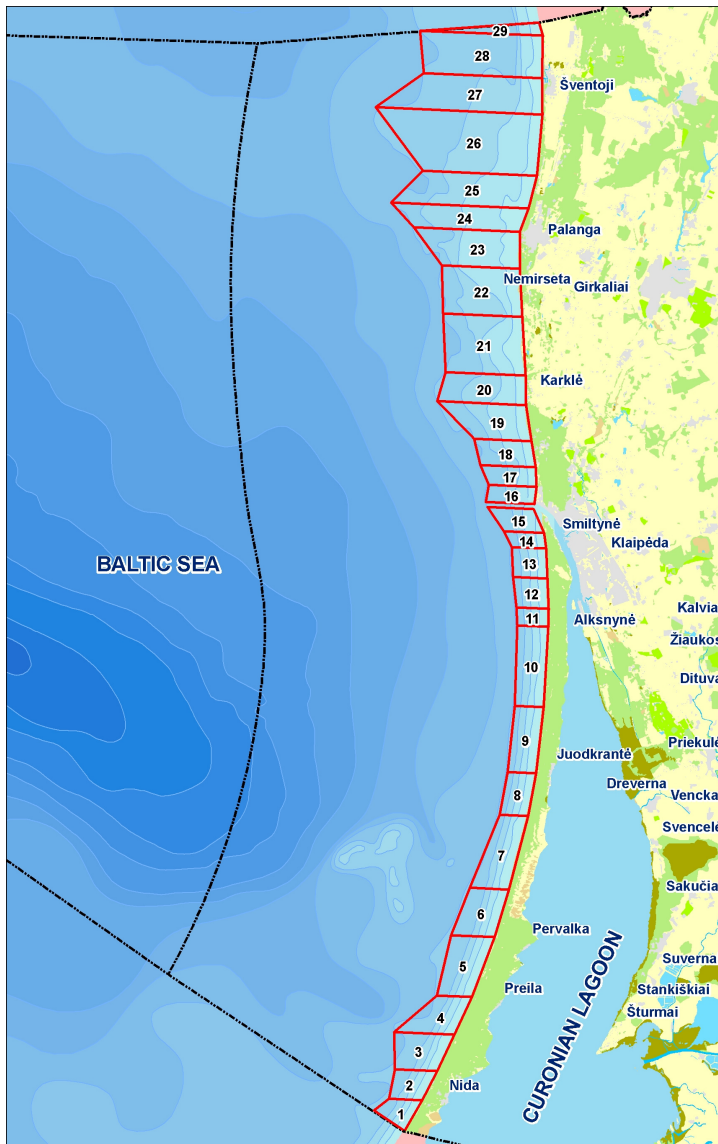 29
28
Šventoji
27
26
25
24
Palanga
23
Nemirseta
Girkaliai
22
21
20
Karklė
19
18
17
16
15
Smiltynė
14
Klaipėda
13
BALTIC SEA
12
Kalvia
11
Alksnynė
Žiaukos
10
Dituva
9
Priekulė
Juodkrantė
Dreverna
8
Vencka
Svencelė
7
Sakučia
6
Pervalka
5
Suverna
Preila
Stankiškiai
Šturmai
4
CURONIAN LAGOON
3
2
Nida
1